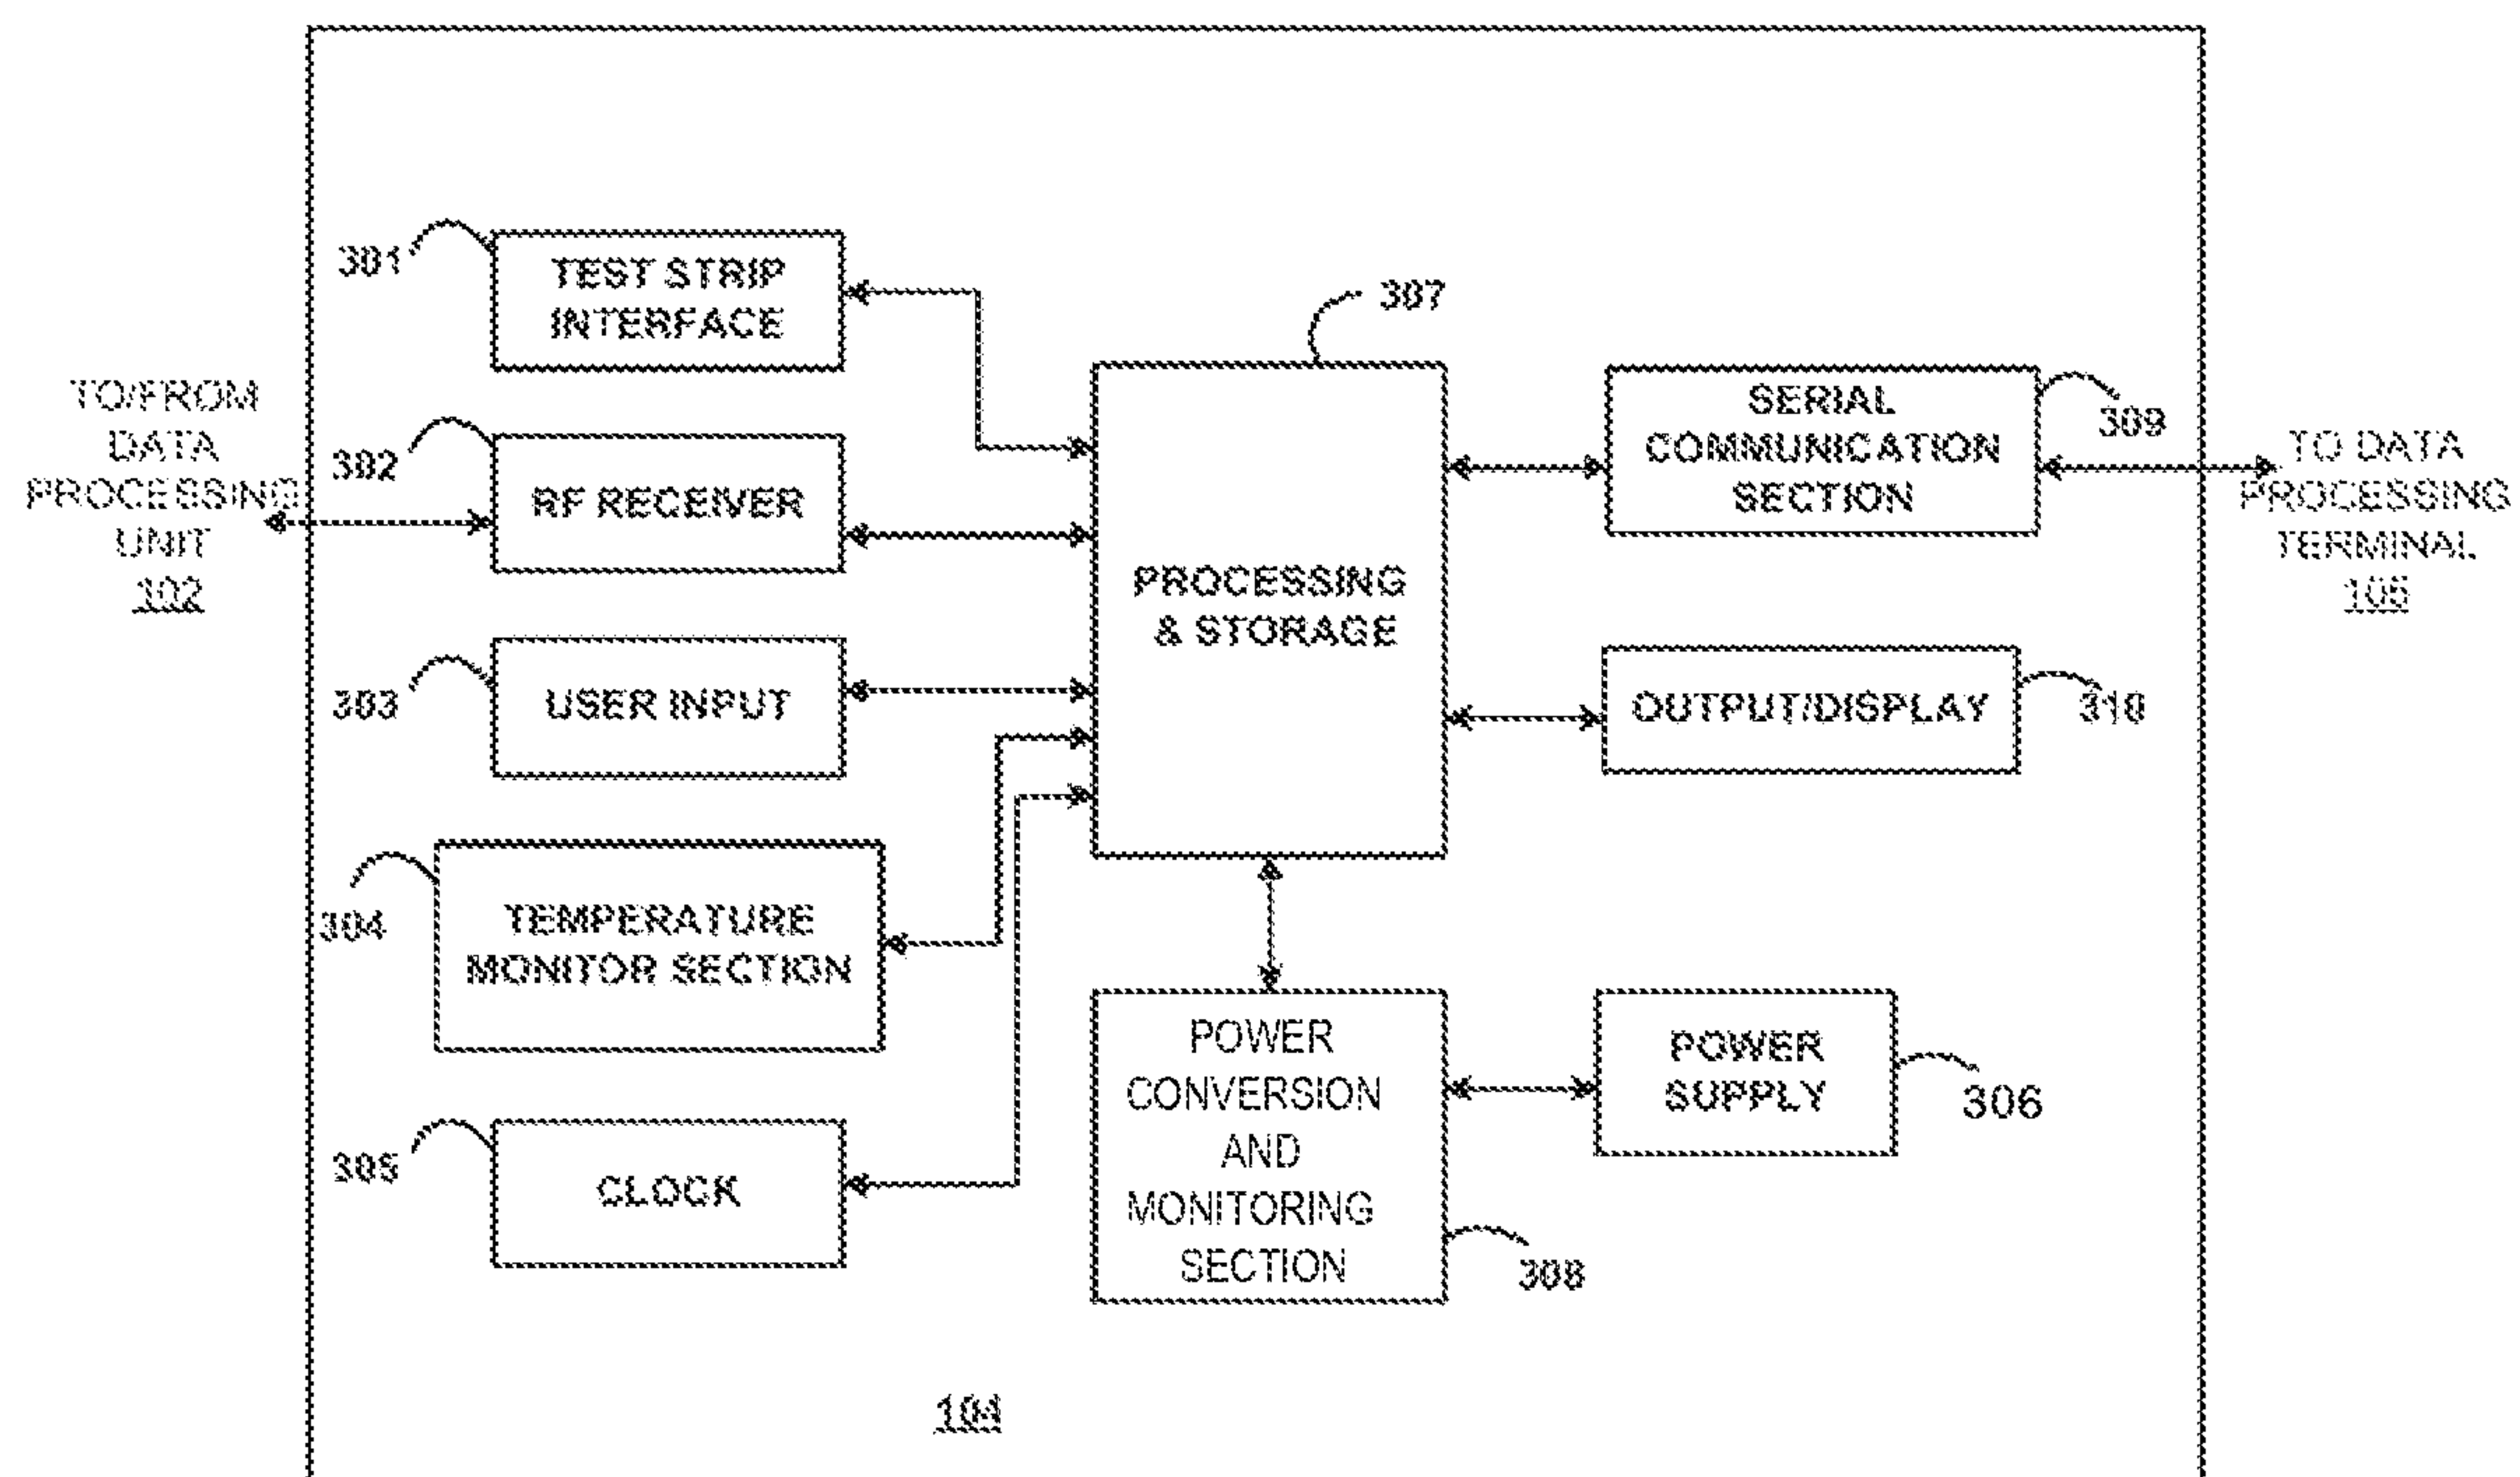 301
TEST STRIP
INTERFACE
307
TO/FROM
DATA
PROCESSING
UNIT
102
302
RF RECEIVER
PROCESSING
& STORAGE
SERIAL
COMMUNICATION
SECTION
309
TO DATA
PROCESSING
TERMINAL
105
303
USER INPUT
OUTPUT/DISPLAY
310
304
TEMPERATURE
MONITOR SECTION
POWER
CONVERSION
AND
MONITORING
SECTION
308
POWER
SUPPLY
306
305
CLOCK
104